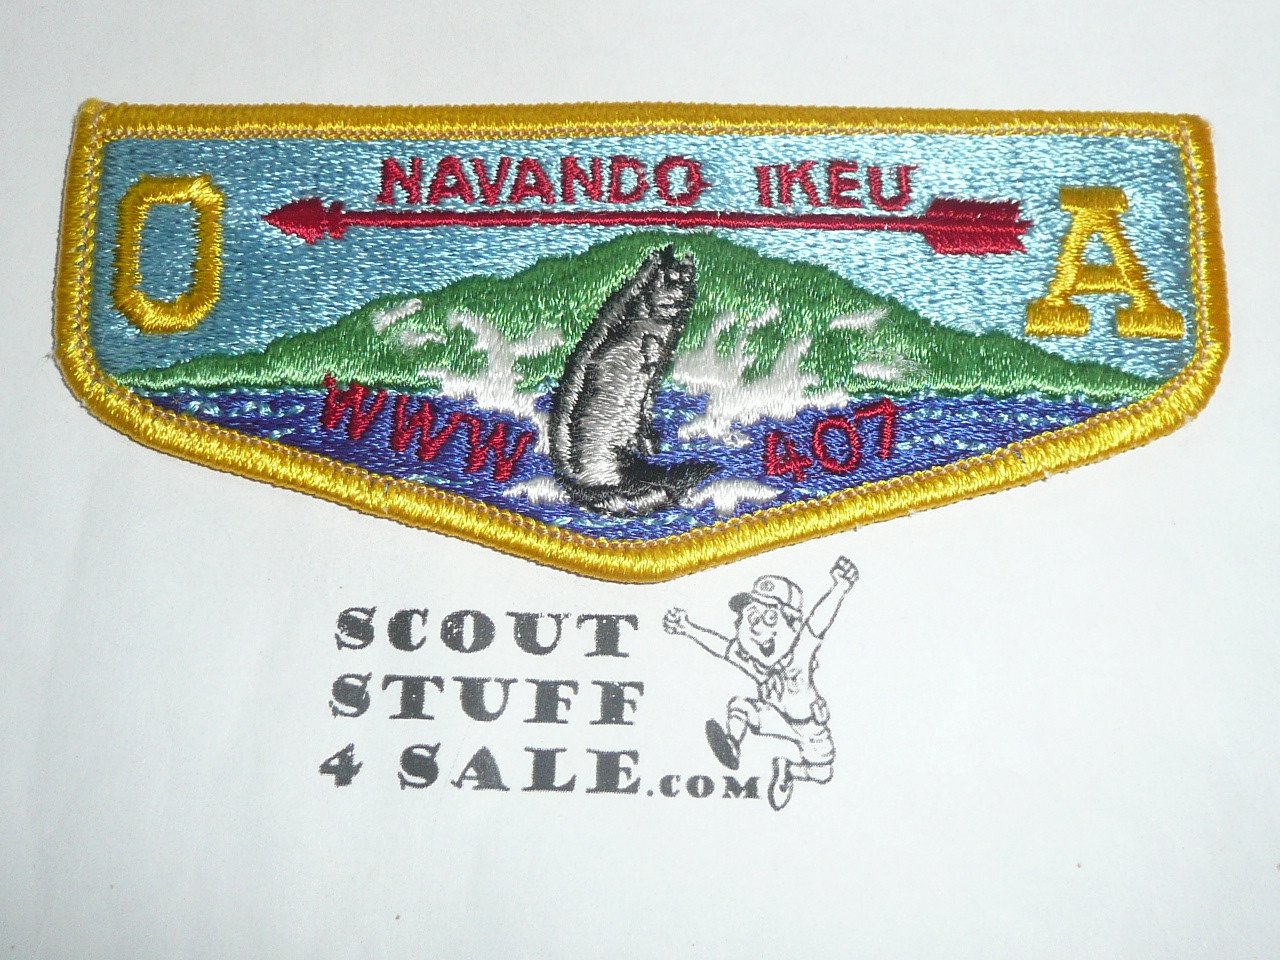 NAVANDO IKEU
O A
WWW 407
SCOUT
STUFF
4 SALE.COM